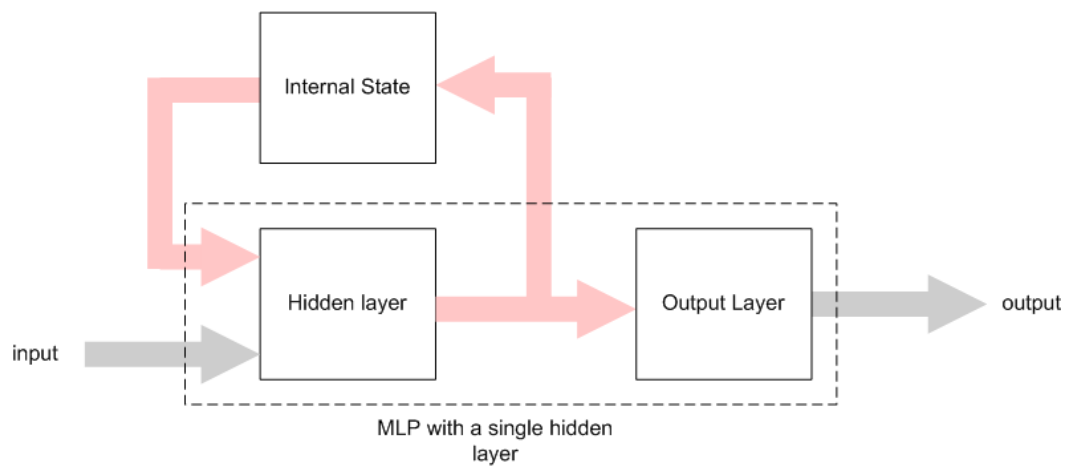 Internal State
Hidden layer
Output Layer
output
input
MLP with a single hidden
layer